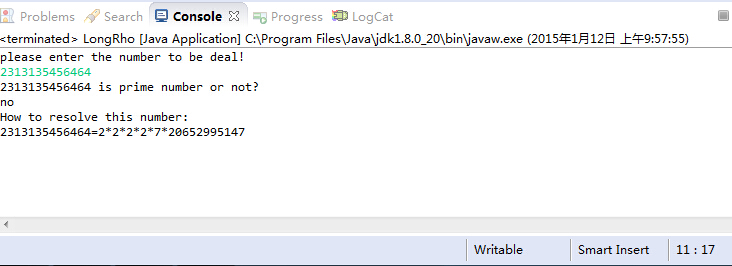 Problems Search Console Progress LogCat
<terminated> LongRho [Java Application] C:\Program Files\Java\jdk1.8.0_20\bin\javaw.exe (2015年1月12日 上午9:57:55)
please enter the number to be deal!
2313135456464
2313135456464 is prime number or not?
no
How to resolve this number:
2313135456464=2*2*2*2*7*20652995147
Writable Smart Insert 11 : 17